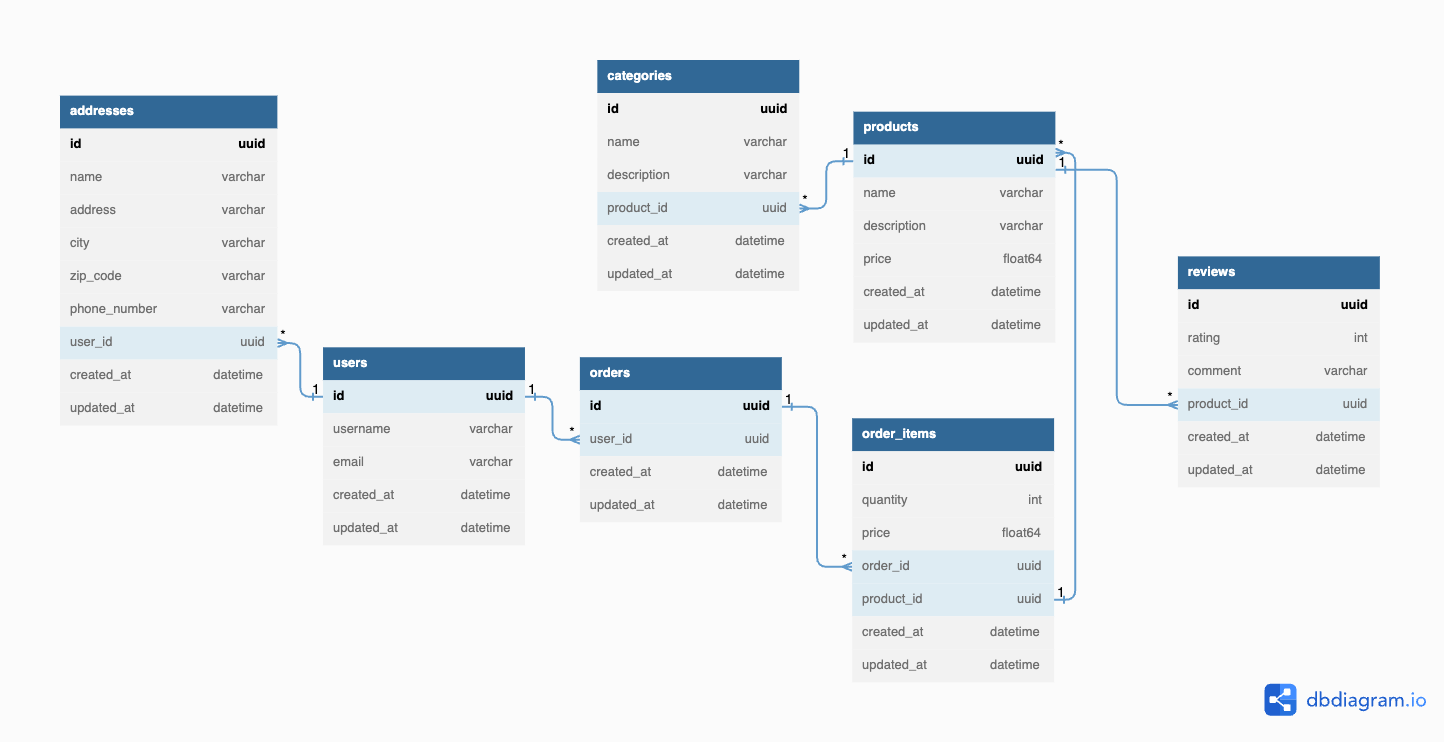 addresses
id uuid
name varchar
address varchar
city varchar
zip_code varchar
phone_number varchar
user_id uuid
created_at datetime
updated_at datetime
*
1
users
id uuid
username varchar
email varchar
created_at datetime
updated_at datetime
1
*
categories
id uuid
name varchar
description varchar
product_id uuid
created_at datetime
updated_at datetime
*
1
orders
id uuid
user_id uuid
created_at datetime
updated_at datetime
1
*
products
id uuid
name varchar
description varchar
price float64
created_at datetime
updated_at datetime
*
1
order_items
id uuid
quantity int
price float64
order_id uuid
product_id uuid
created_at datetime
updated_at datetime
1
*
reviews
id uuid
rating int
comment varchar
product_id uuid
created_at datetime
updated_at datetime
dbdiagram.io